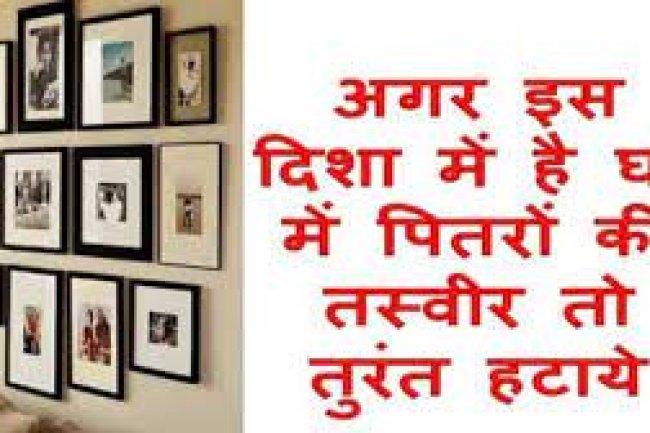 अगर इस
दिशा में है घ
में पितरों की
तस्वीर तो
तुरंत हटाये